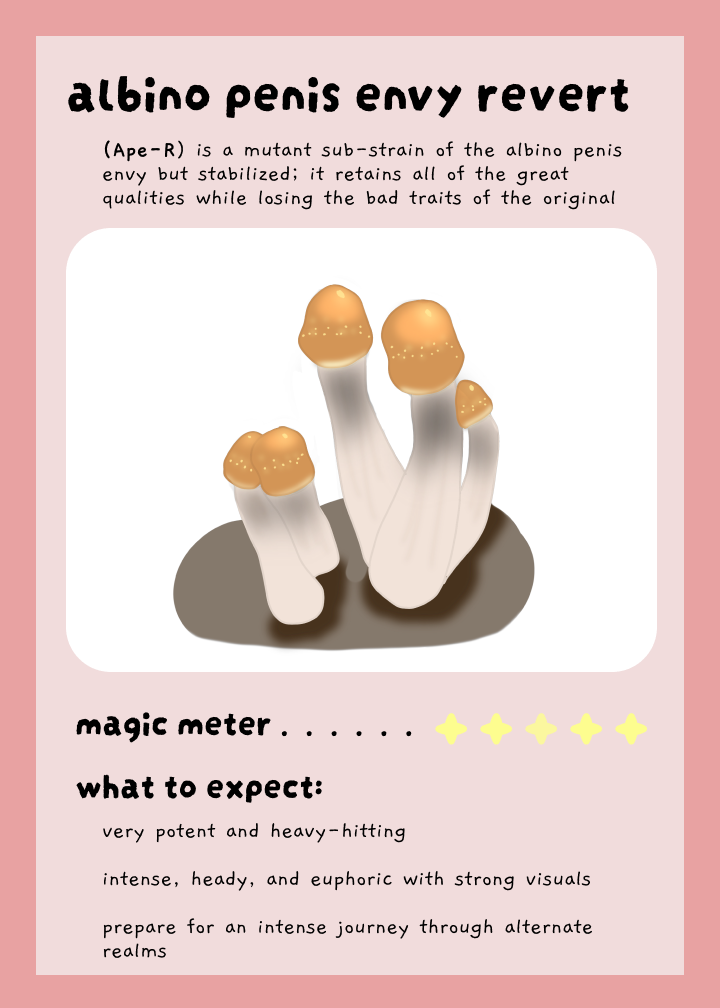 albino penis envy revert
(Ape-R) is a mutant sub-strain of the albino penis
envy but stabilized; it retains all of the great
qualities while losing the bad traits of the original
magic meter . . . . . .
what to expect:
very potent and heavy-hitting
intense, heady, and euphoric with strong visuals
prepare for an intense journey through alternate
realms